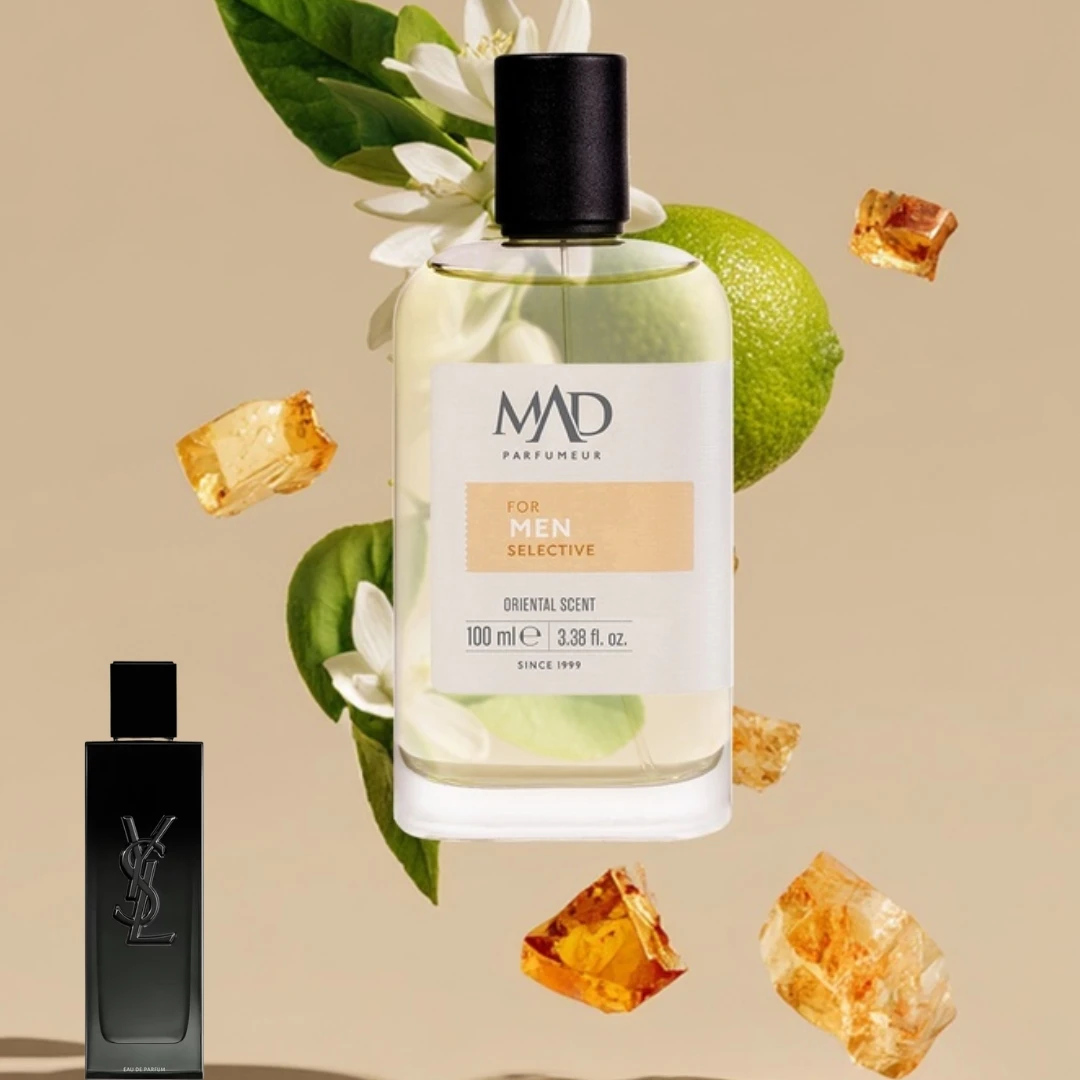 MAD
PARFUMEUR
FOR
MEN
SELECTIVE
ORIENTAL SCENT
100 ml e 3.38 fl. oz.
SINCE 1999
YSL
EAU DE PARFUM